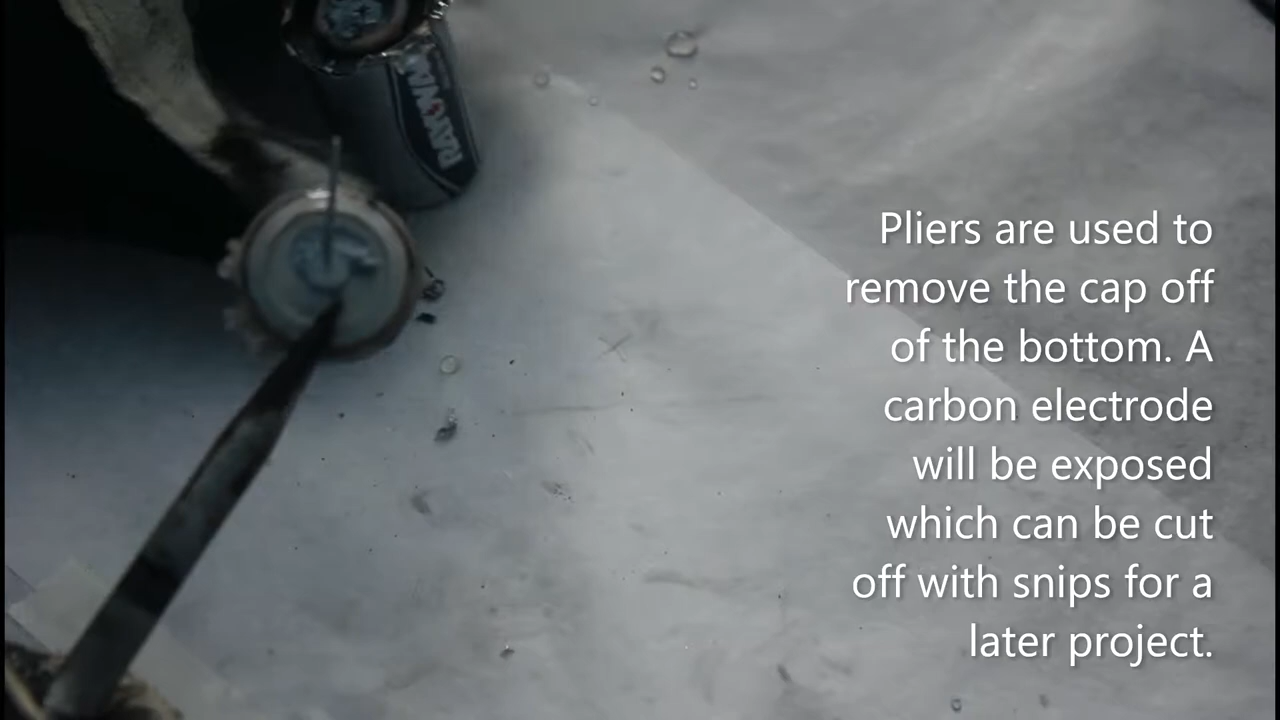 RAYOVAC
Pliers are used to
remove the cap off
of the bottom. A
carbon electrode
will be exposed
which can be cut
off with snips for a
later project.